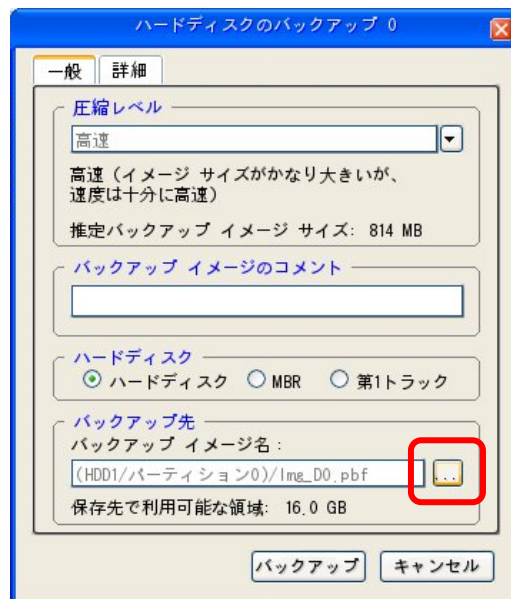 ハードディスクのバックアップ 0
一般 詳細
圧縮レベル
高速
高速（イメージ サイズがかなり大きいが、
速度は十分に高速）
推定バックアップ イメージ サイズ: 814 MB
バックアップ イメージのコメント
ハードディスク
ハードディスク MBR 第1トラック
バックアップ先
バックアップ イメージ名:
(HDD1/パーティション0)/Img_D0.pbf ...
保存先で利用可能な領域: 16.0 GB
バックアップ キャンセル